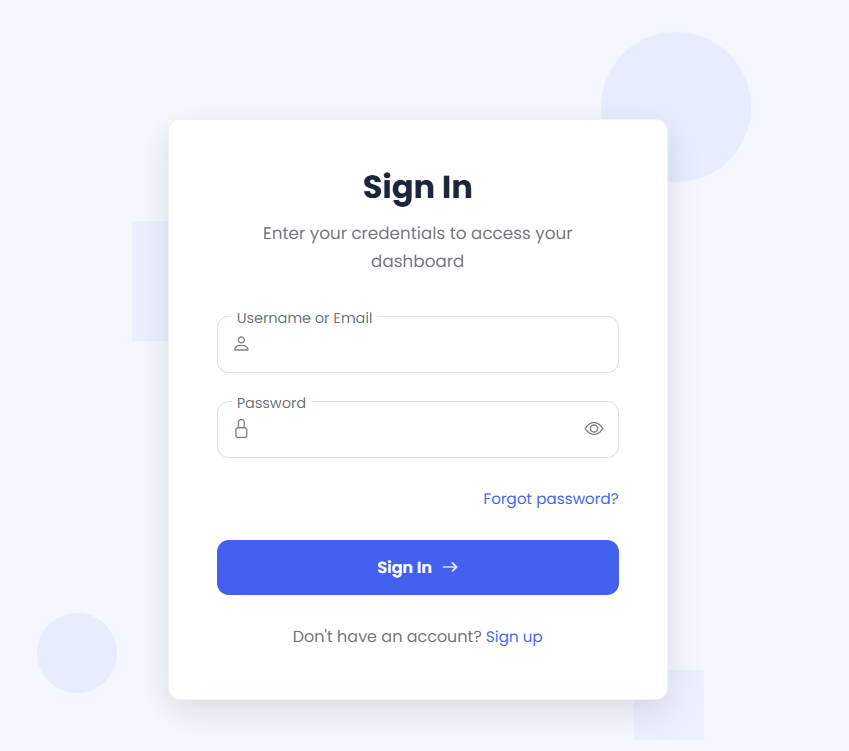 Sign In
Enter your credentials to access your
dashboard
Username or Email
Password
Forgot password?
Sign In →
Don't have an account? Sign up